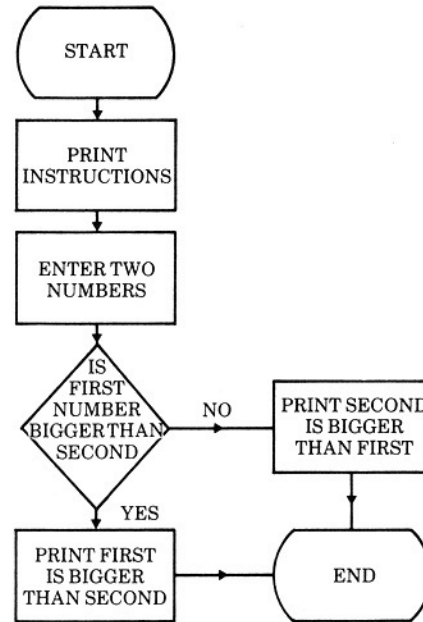 START
PRINT
INSTRUCTIONS
ENTER TWO
NUMBERS
IS
FIRST
NUMBER
BIGGER THAN
SECOND
NO
PRINT SECOND
IS BIGGER
THAN FIRST
YES
PRINT FIRST
IS BIGGER
THAN SECOND
END